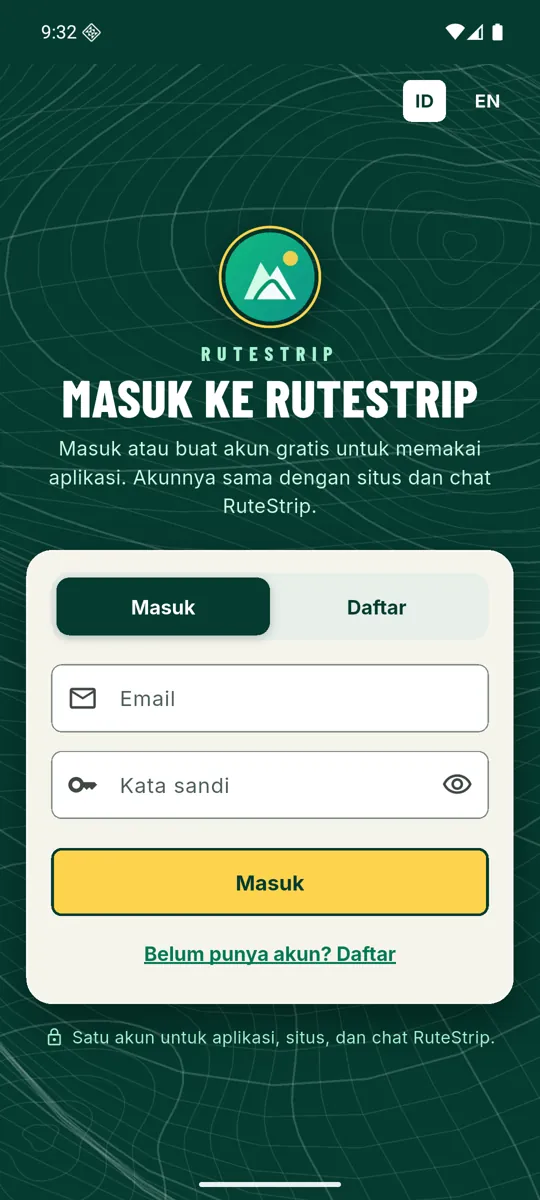 9:32
ID
EN
RUTESTRIP
MASUK KE RUTESTRIP
Masuk atau buat akun gratis untuk memakai
aplikasi. Akunnya sama dengan situs dan chat
RuteStrip.
Masuk
Daftar
Email
Kata sandi
Masuk
Belum punya akun? Daftar
Satu akun untuk aplikasi, situs, dan chat RuteStrip.